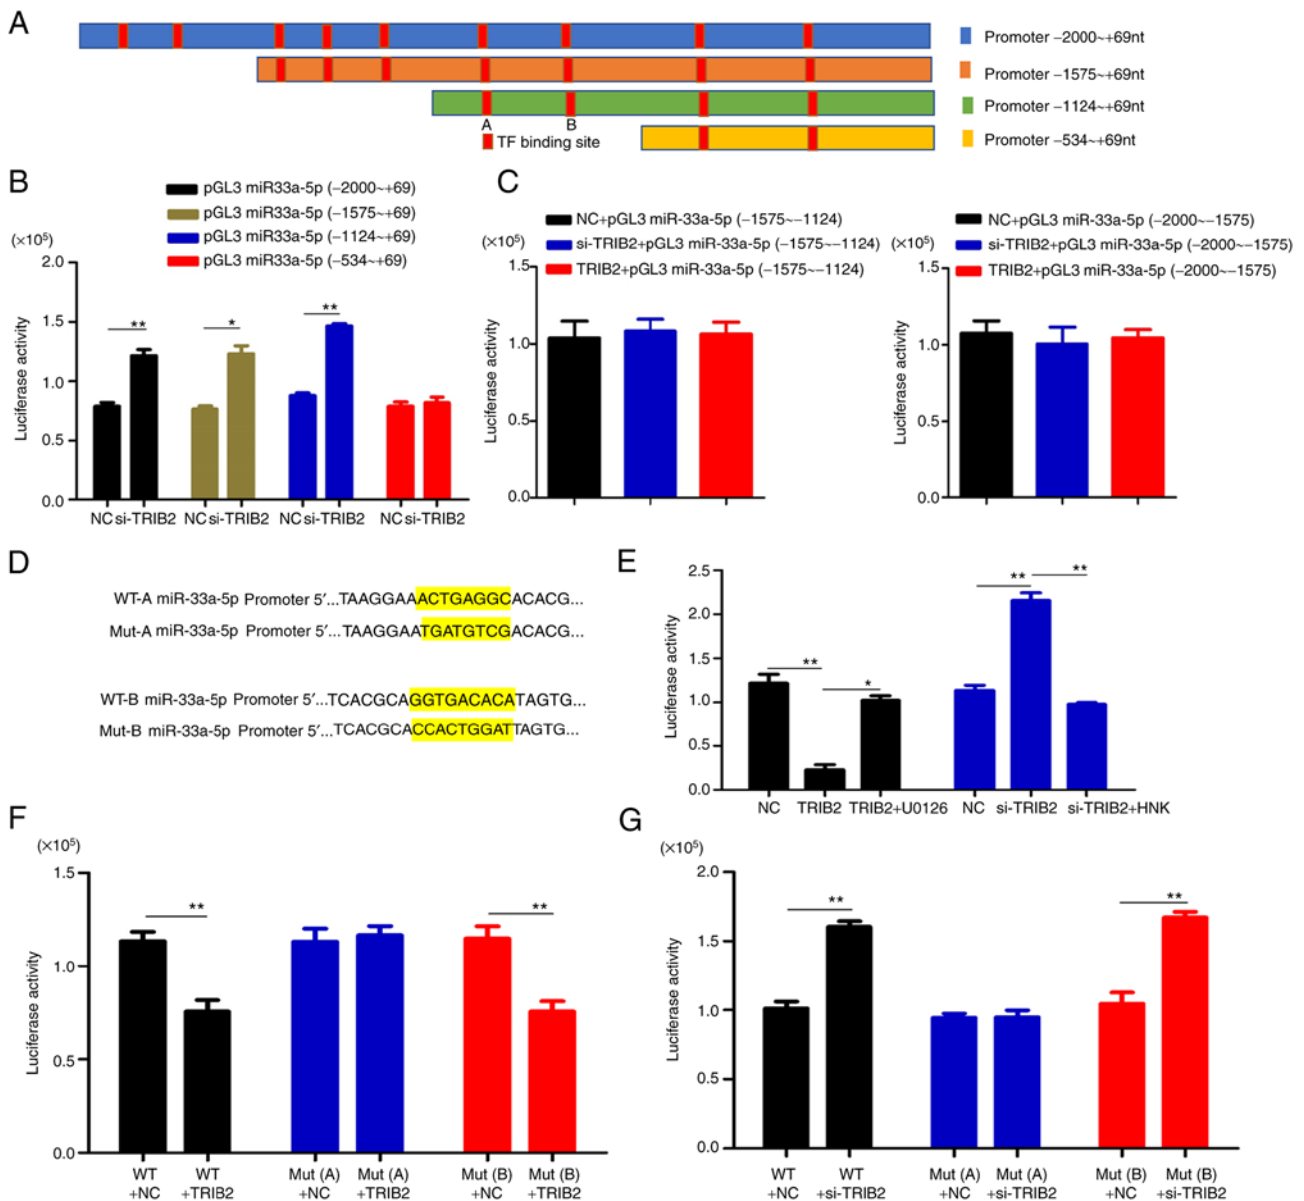 A
Promoter −2000~+69nt
Promoter −1575~+69nt
Promoter −1124~+69nt
A B
TF binding site
Promoter −534~+69nt
B
pGL3 miR33a-5p (−2000~+69)
pGL3 miR33a-5p (−1575~+69)
pGL3 miR33a-5p (−1124~+69)
pGL3 miR33a-5p (−534~+69)
(×10⁵)
Luciferase activity
2.0
1.5
1.0
0.5
0.0
** * **
NC si-TRIB2 NC si-TRIB2 NC si-TRIB2 NC si-TRIB2
C
NC+pGL3 miR-33a-5p (−1575~−1124)
si-TRIB2+pGL3 miR-33a-5p (−1575~−1124)
TRIB2+pGL3 miR-33a-5p (−1575~−1124)
(×10⁵)
Luciferase activity
1.5
1.0
0.5
0.0
NC+pGL3 miR-33a-5p (−2000~−1575)
si-TRIB2+pGL3 miR-33a-5p (−2000~−1575)
TRIB2+pGL3 miR-33a-5p (−2000~−1575)
(×10⁵)
Luciferase activity
1.5
1.0
0.5
0.0
D
WT-A miR-33a-5p Promoter 5′...TAAGGAAACTGAGGCACACG...
Mut-A miR-33a-5p Promoter 5′...TAAGGAATGATGTCGACACG...
WT-B miR-33a-5p Promoter 5′...TCACGCAGGTGACACATAGTG...
Mut-B miR-33a-5p Promoter 5′...TCACGCACCACTGGATTAGTG...
E
Luciferase activity
2.5
2.0
1.5
1.0
0.5
0.0
** * ** **
NC TRIB2 TRIB2+U0126 NC si-TRIB2 si-TRIB2+HNK
F
(×10⁵)
Luciferase activity
1.5
1.0
0.5
0.0
** **
WT WT Mut (A) Mut (A) Mut (B) Mut (B)
+NC +TRIB2 +NC +TRIB2 +NC +TRIB2
G
(×10⁵)
Luciferase activity
2.0
1.5
1.0
0.5
0.0
** **
WT WT Mut (A) Mut (A) Mut (B) Mut (B)
+NC +si-TRIB2 +NC +si-TRIB2 +NC +si-TRIB2